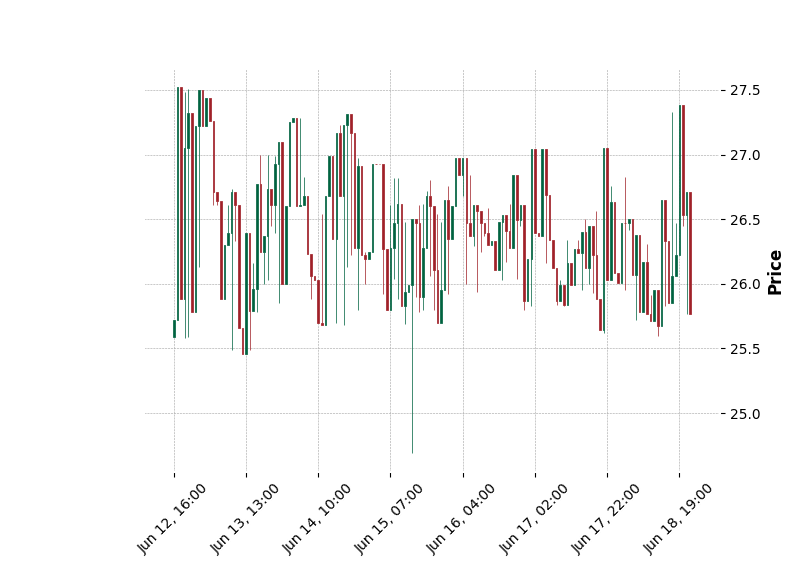 27.5
27.0
26.5
26.0
25.5
25.0
Price
Jun 12, 16:00
Jun 13, 13:00
Jun 14, 10:00
Jun 15, 07:00
Jun 16, 04:00
Jun 17, 02:00
Jun 17, 22:00
Jun 18, 19:00